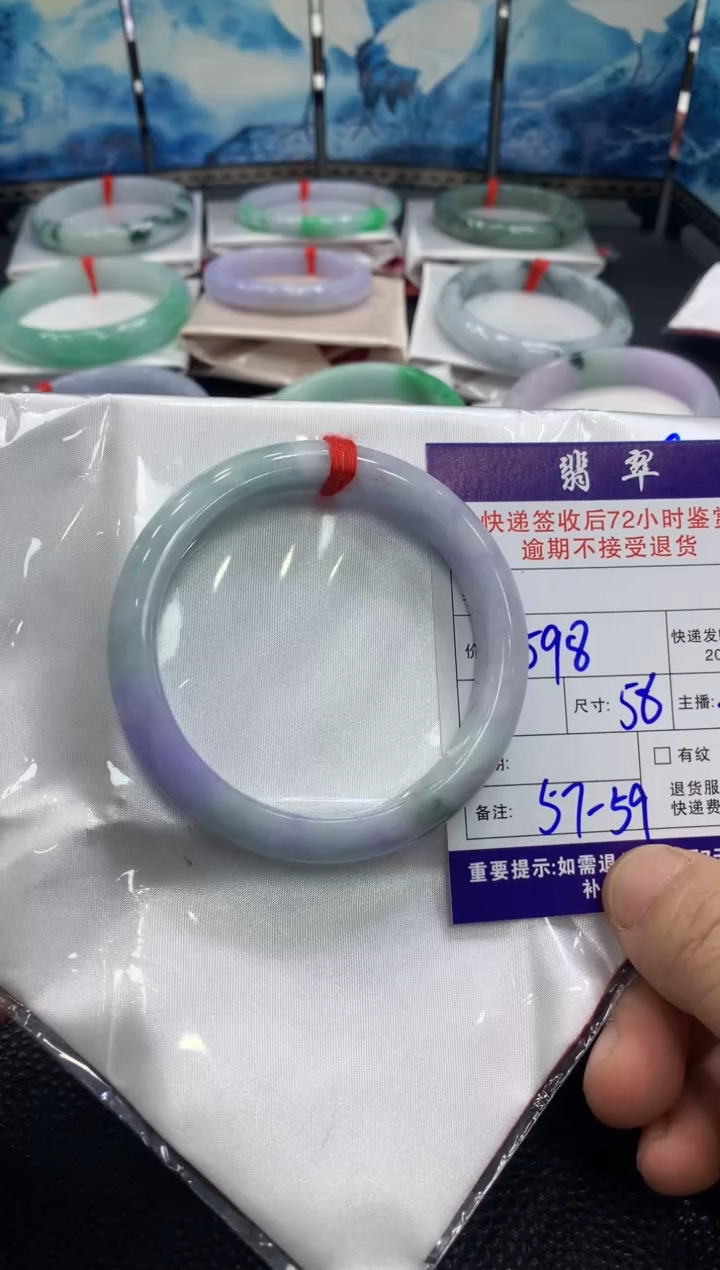 翡翠
快递签收后72小时鉴赏
逾期不接受退货
价 598
快递发
20
尺寸: 58
主播:
期:
有纹
备注: 57-59
退货服
快递费
重要提示:如需退
补